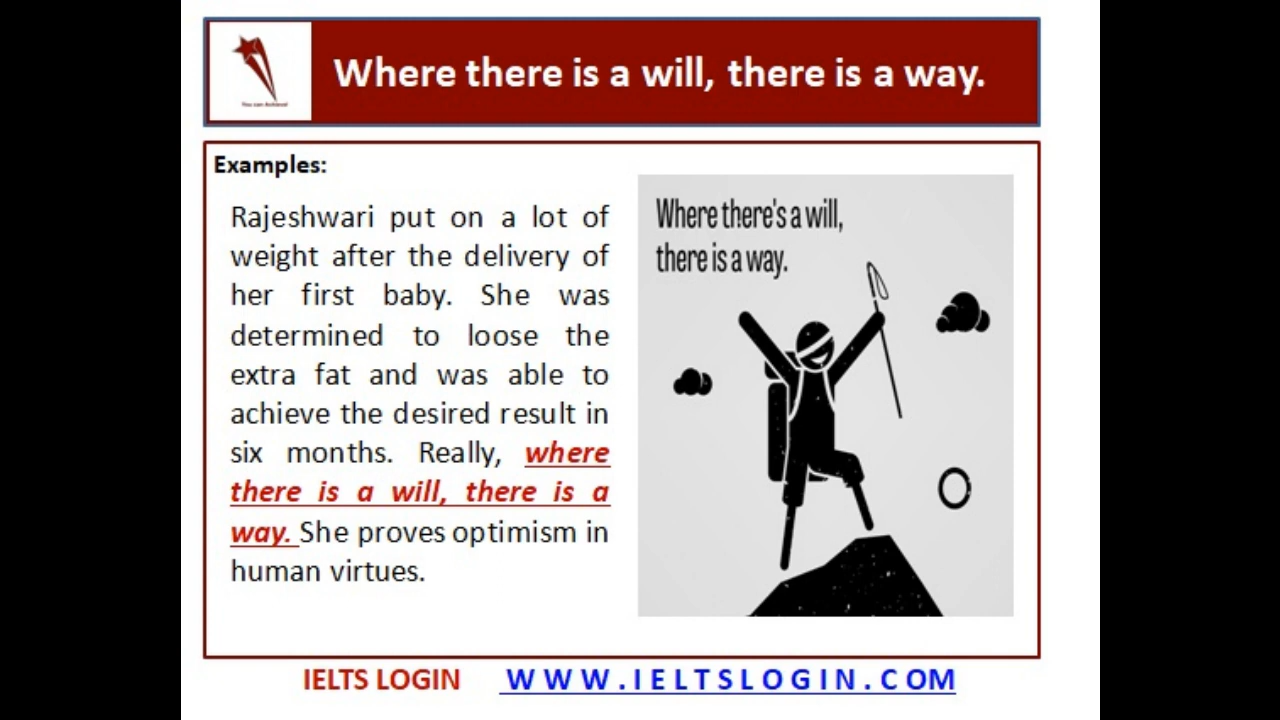 Where there is a will, there is a way.
You can Achieve!
Examples:
Rajeshwari put on a lot of
weight after the delivery of
her first baby. She was
determined to loose the
extra fat and was able to
achieve the desired result in
six months. Really, where
there is a will, there is a
way. She proves optimism in
human virtues.
Where there's a will,
there is a way.
IELTS LOGIN WWW.IELTSLOGIN.COM